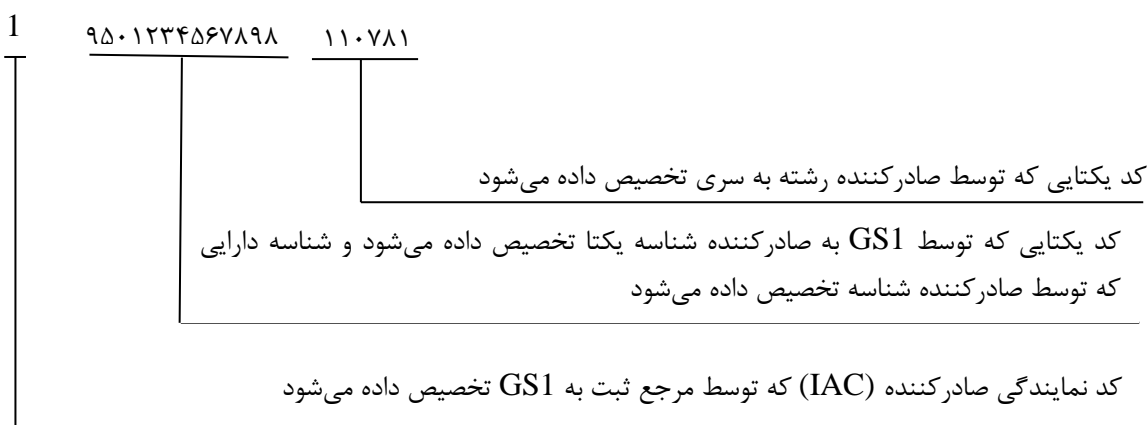 1 ۹۵۰۱۲۳۴۵۶۷۸۹۸ ۱۱۰۷۸۱
کد یکتایی که توسط صادرکننده رشته به سری تخصیص داده می‌شود
کد یکتایی که توسط GS1 به صادرکننده شناسه یکتا تخصیص داده می‌شود و شناسه دارایی
که توسط صادرکننده شناسه تخصیص داده می‌شود
کد نمایندگی صادرکننده (IAC) که توسط مرجع ثبت به GS1 تخصیص داده می‌شود